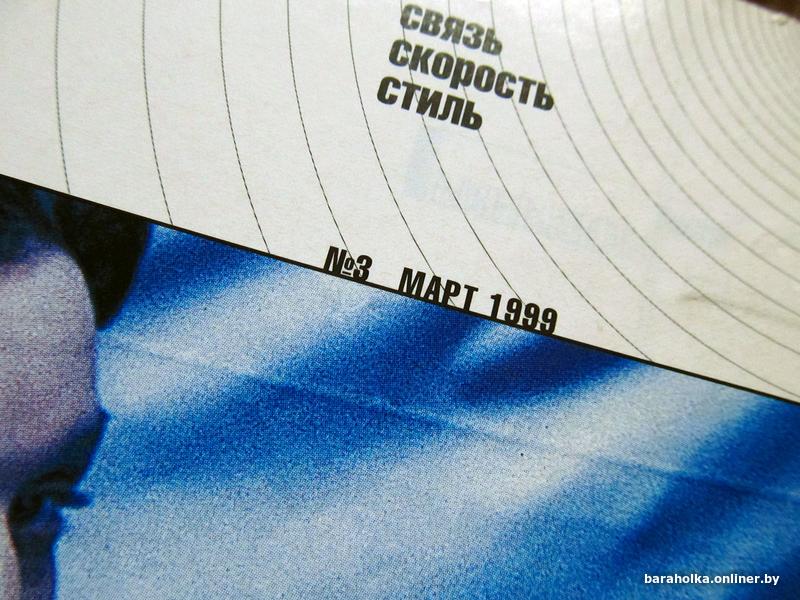 связь
скорость
стиль
№3 МАРТ 1999
baraholka.onliner.by